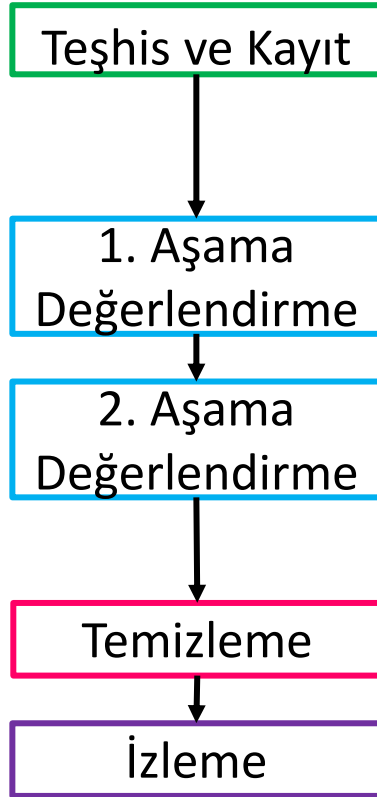 Teşhis ve Kayıt
1. Aşama
Değerlendirme
2. Aşama
Değerlendirme
Temizleme
İzleme